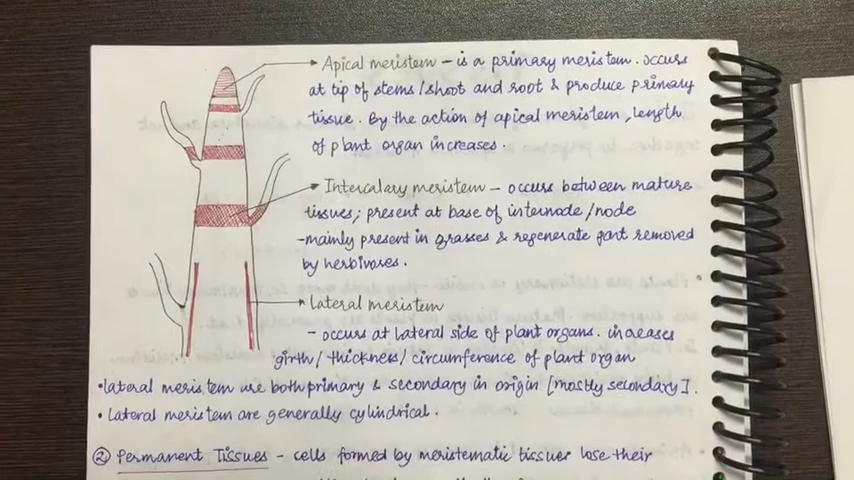 Apical meristem - is a primary meristem. occurs
at tip of stems/shoot and root & produce primary
tissue. By the action of apical meristem, length
of plant organ increases.
Intercalary meristem - occurs between mature
tissues; present at base of internode/node
-mainly present in grasses & regenerate part removed
by herbivores.
Lateral meristem
- occurs at lateral side of plant organs. increases
girth/thickness/circumference of plant organ
• lateral meristem are both primary & secondary in origin [mostly secondary].
• Lateral meristem are generally cylindrical.
② Permanent Tissues - cells formed by meristematic tissues lose their